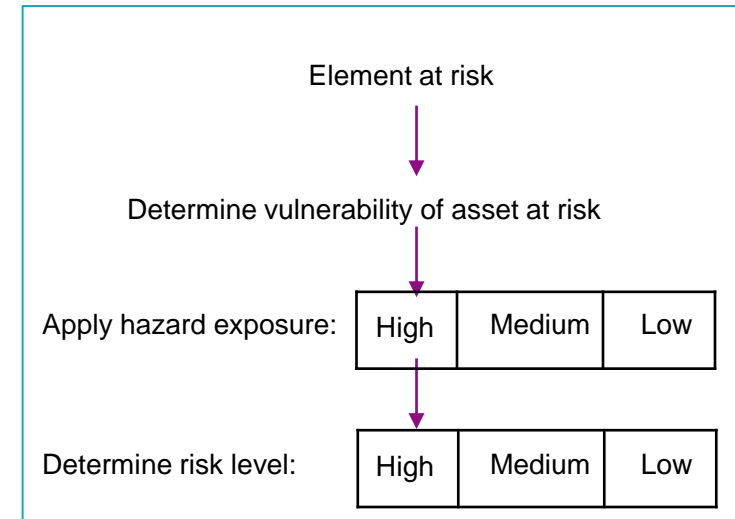 Element at risk
Determine vulnerability of asset at risk
Apply hazard exposure: High Medium Low
Determine risk level: High Medium Low